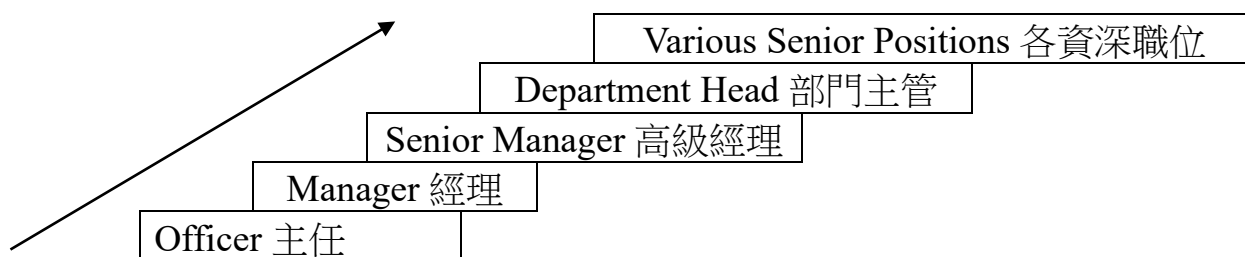 Various Senior Positions 各資深職位
Department Head 部門主管
Senior Manager 高級經理
Manager 經理
Officer 主任